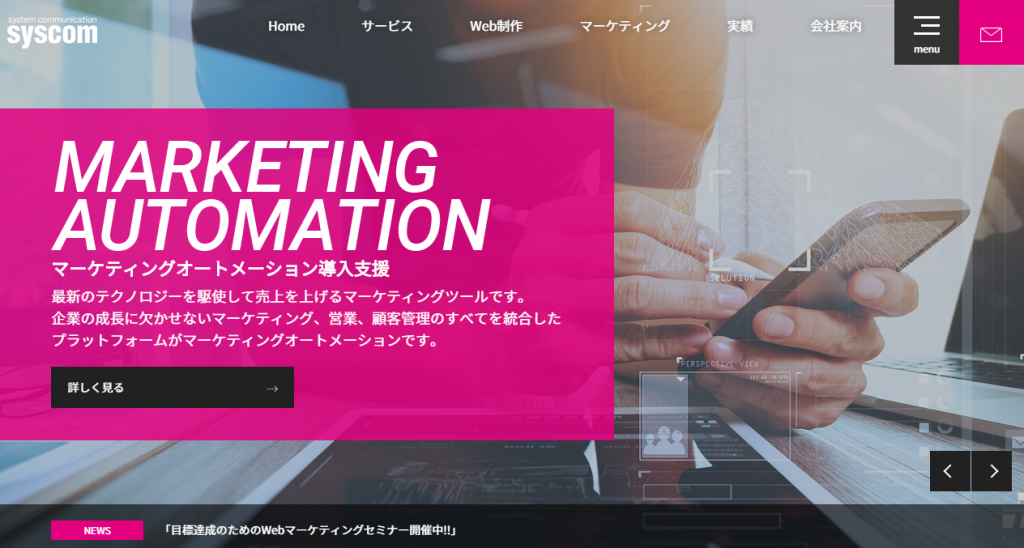 system communication
syscom
Home
サービス
Web制作
マーケティング
実績
会社案内
menu
MARKETING
AUTOMATION
マーケティングオートメーション導入支援
最新のテクノロジーを駆使して売上を上げるマーケティングツールです。
企業の成長に欠かせないマーケティング、営業、顧客管理のすべてを統合した
プラットフォームがマーケティングオートメーションです。
詳しく見る
SOLUTION
PERSPECTIVE VIEW
NEWS
「目標達成のためのWebマーケティングセミナー開催中!!」